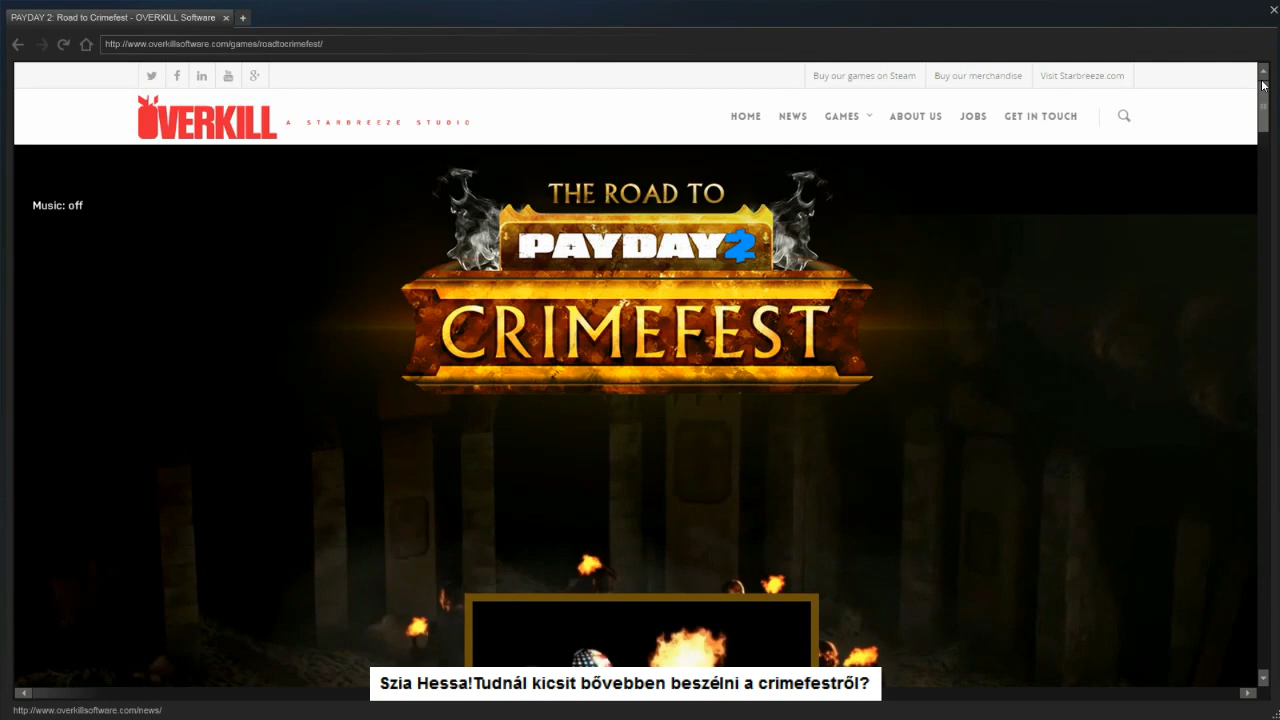 PAYDAY 2: Road to Crimefest - OVERKILL Software
http://www.overkillsoftware.com/games/roadtocrimefest/
Buy our games on Steam
Buy our merchandise
Visit Starbreeze.com
OVERKILL A STARBREEZE STUDIO
HOME NEWS GAMES ABOUT US JOBS GET IN TOUCH
Music: off
THE ROAD TO
PAYDAY 2
CRIMEFEST
Szia Hessa!Tudnál kicsit bővebben beszélni a crimefestről?
http://www.overkillsoftware.com/news/